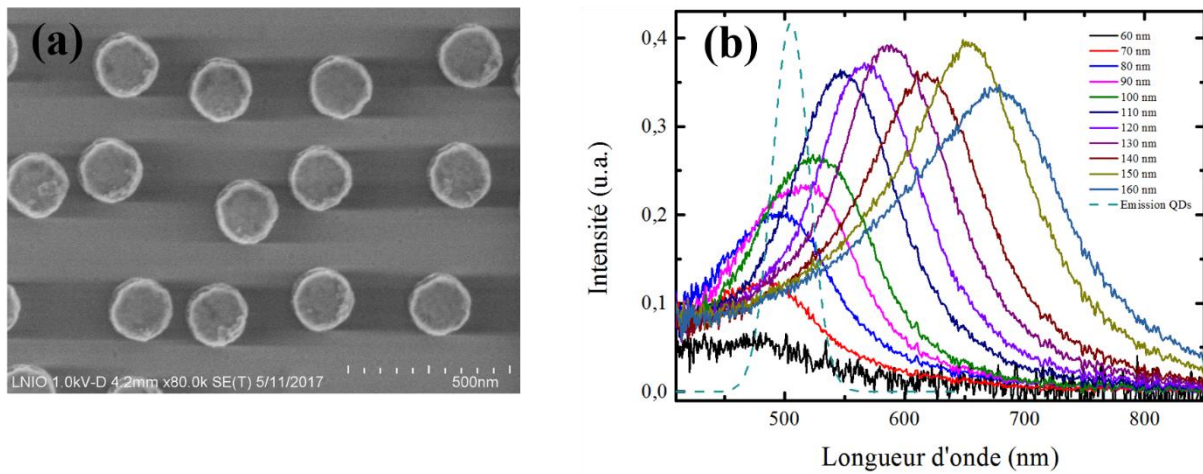 (a)
LNIO 1.0kV-D 4.2mm x80.0k SE(T) 5/11/2017
500nm
(b)
Intensité (u.a.)
0,4
0,3
0,2
0,1
0,0
500
600
700
800
Longueur d'onde (nm)
60 nm
70 nm
80 nm
90 nm
100 nm
110 nm
120 nm
130 nm
140 nm
150 nm
160 nm
Emission QDs